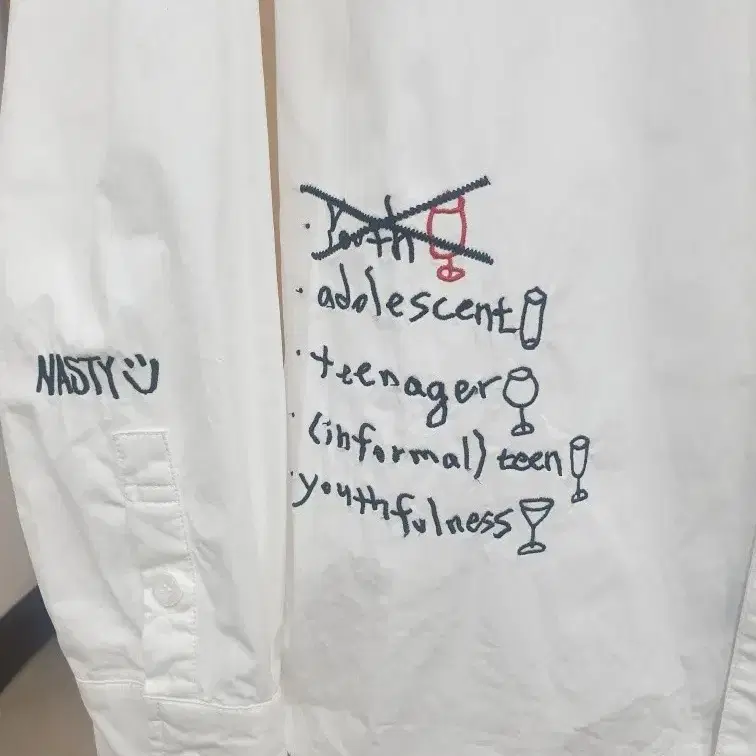 Youth
adolescent
teenager
(informal) teen
youthfulness
NASTY